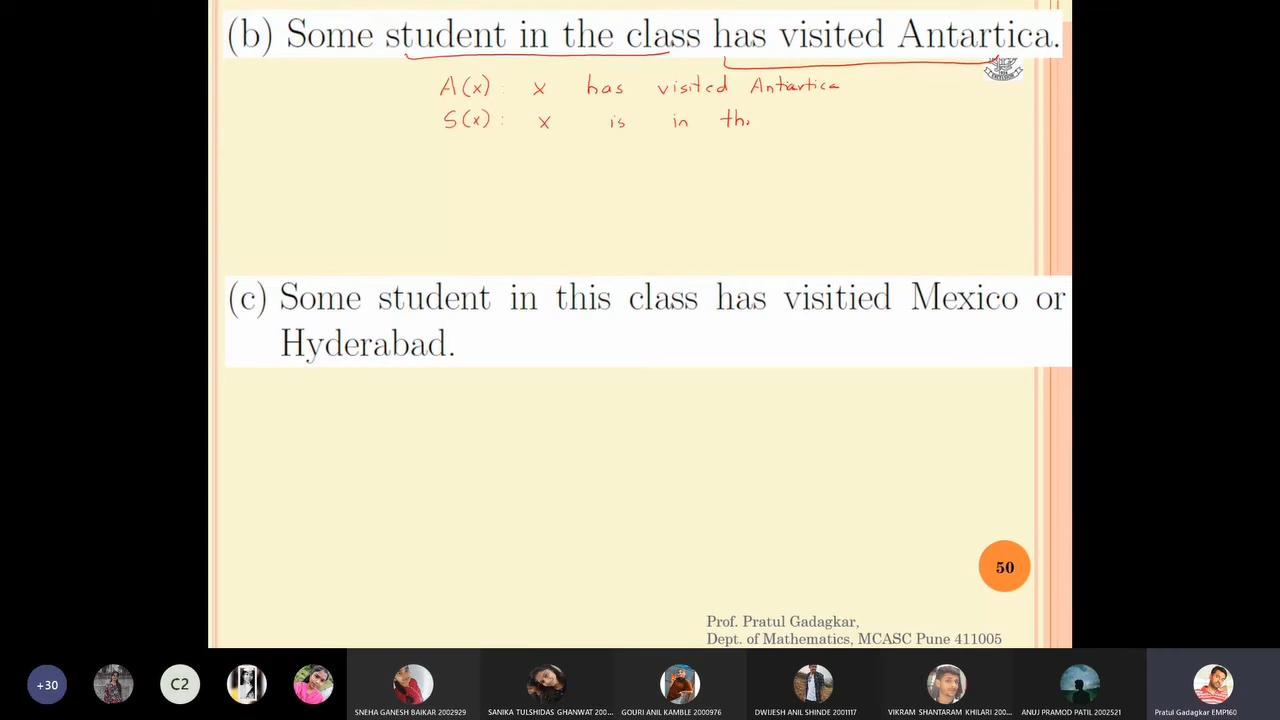 (b) Some student in the class has visited Antartica.
A(x) : x has visited Antartica
S(x) : x is in th
(c) Some student in this class has visitied Mexico or
Hyderabad.
50
Prof. Pratul Gadagkar,
Dept. of Mathematics, MCASC Pune 411005
+30
C2
SNEHA GANESH BAIKAR 2002929
SANIKA TULSHIDAS GHANWAT 200...
GOURI ANIL KAMBLE 2000976
DWIJESH ANIL SHINDE 2001117
VIKRAM SHANTARAM KHILARI 200...
ANUJ PRAMOD PATIL 2002521
Pratul Gadagkar EMP160